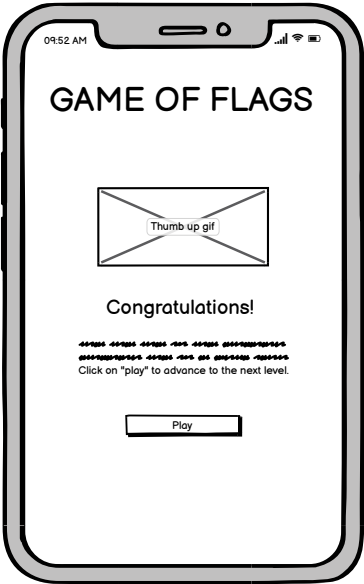 09:52 AM
GAME OF FLAGS
Thumb up gif
Congratulations!
Click on "play" to advance to the next level.
Play